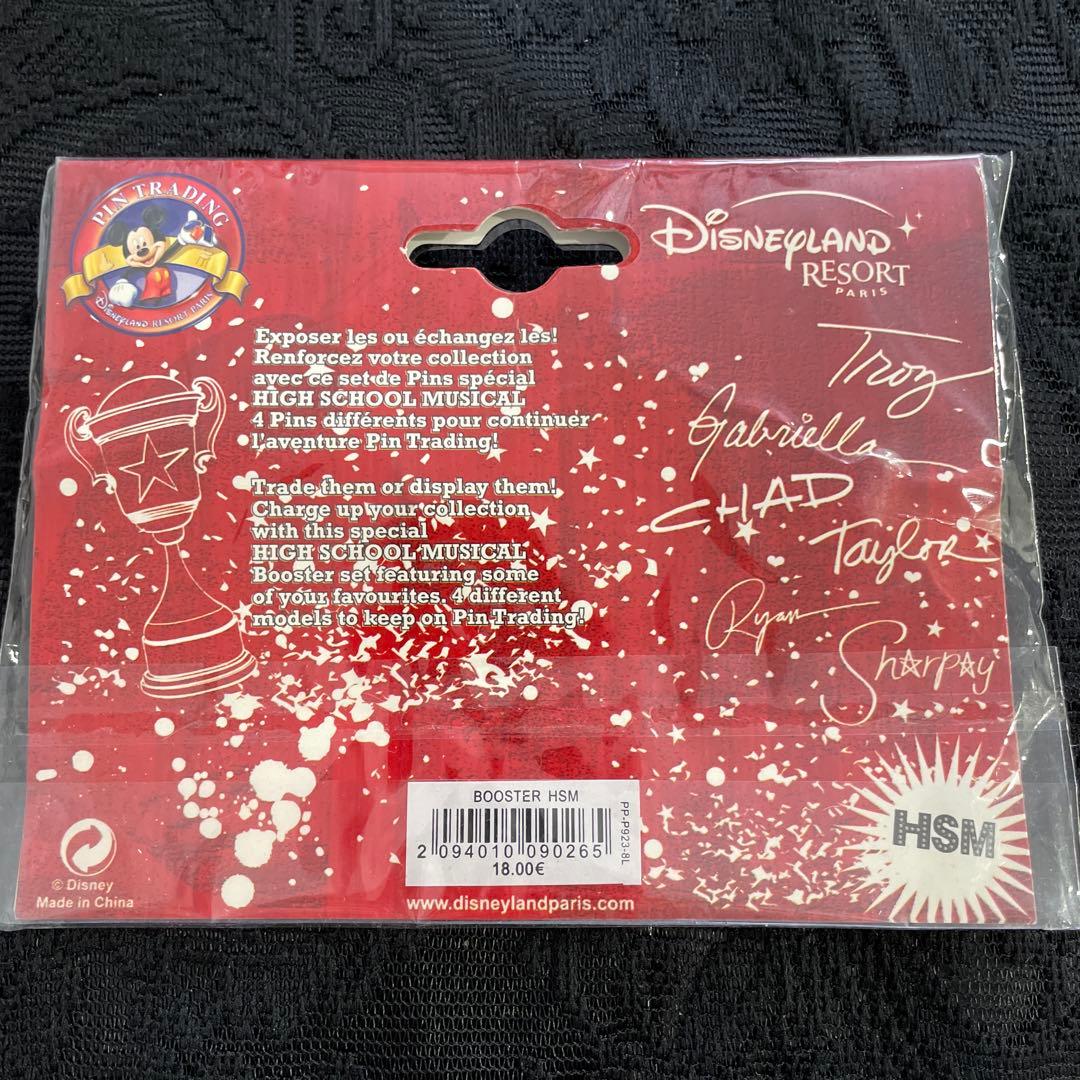 PIN TRADING
DISNEYLAND RESORT PARIS
DISNEYLAND
RESORT
PARIS
Exposer les ou échangez les!
Renforcez votre collection
avec ce set de Pins spécial
HIGH SCHOOL MUSICAL
4 Pins différents pour continuer
l'aventure Pin Trading!
Trade them or display them!
Charge up your collection
with this special
HIGH SCHOOL MUSICAL
Booster set featuring some
of your favourites. 4 different
models to keep on Pin Trading!
Troy
Gabriella
CHAD
Taylor
Ryan
Sharpay
HSM
BOOSTER HSM
2 094010 090265
18.00€
PP-P923-8L
© Disney
Made in China
www.disneylandparis.com